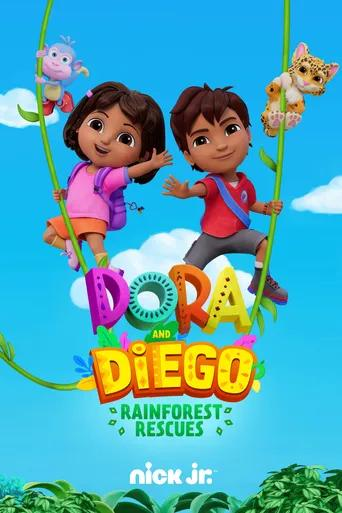 DORA
AND
DiEGO
RAINFOREST
RESCUES
nick jr.